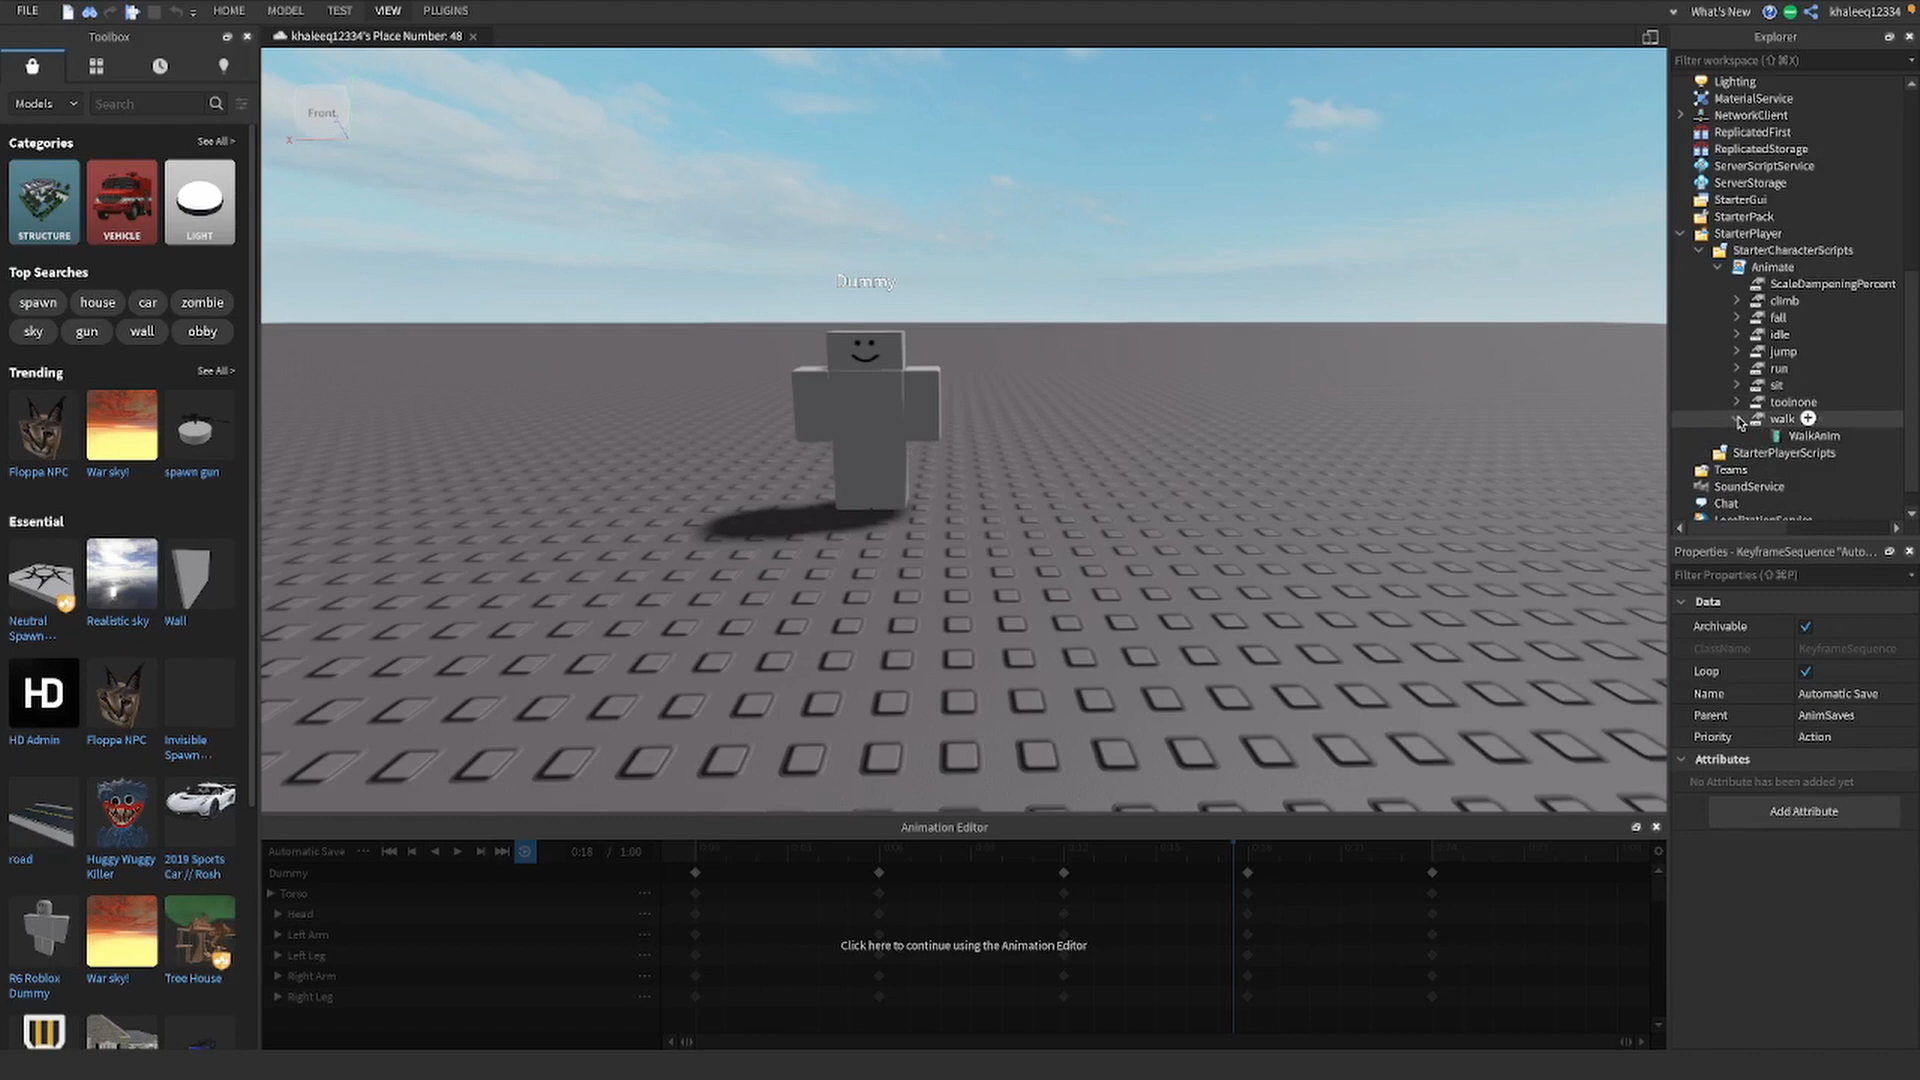 FILE
HOME
MODEL
TEST
VIEW
PLUGINS
What's New
khaleeq12334
Toolbox
Models
Search
Categories
See All >
STRUCTURE
VEHICLE
LIGHT
Top Searches
spawn
house
car
zombie
sky
gun
wall
obby
Trending
See All >
Floppa NPC
War sky!
spawn gun
Essential
Neutral Spawn···
Realistic sky
Wall
HD
HD Admin
Floppa NPC
Invisible Spawn···
road
Huggy Wuggy Killer
2019 Sports Car // Rosh
R6 Roblox Dummy
War sky!
Tree House
khaleeq12334's Place Number: 48
Front
X
Dummy
Animation Editor
Automatic Save
0:18 / 1:00
Dummy
Torso
Head
Left Arm
Left Leg
Right Arm
Right Leg
Click here to continue using the Animation Editor
Explorer
Filter workspace (⇧⌘X)
Lighting
MaterialService
NetworkClient
ReplicatedFirst
ReplicatedStorage
ServerScriptService
ServerStorage
StarterGui
StarterPack
StarterPlayer
StarterCharacterScripts
Animate
ScaleDampeningPercent
climb
fall
idle
jump
run
sit
toolnone
walk
WalkAnim
StarterPlayerScripts
Teams
SoundService
Chat
Properties - KeyframeSequence "Auto...
Filter Properties (⇧⌘P)
Data
Archivable
ClassName KeyframeSequence
Loop
Name Automatic Save
Parent AnimSaves
Priority Action
Attributes
No Attribute has been added yet
Add Attribute